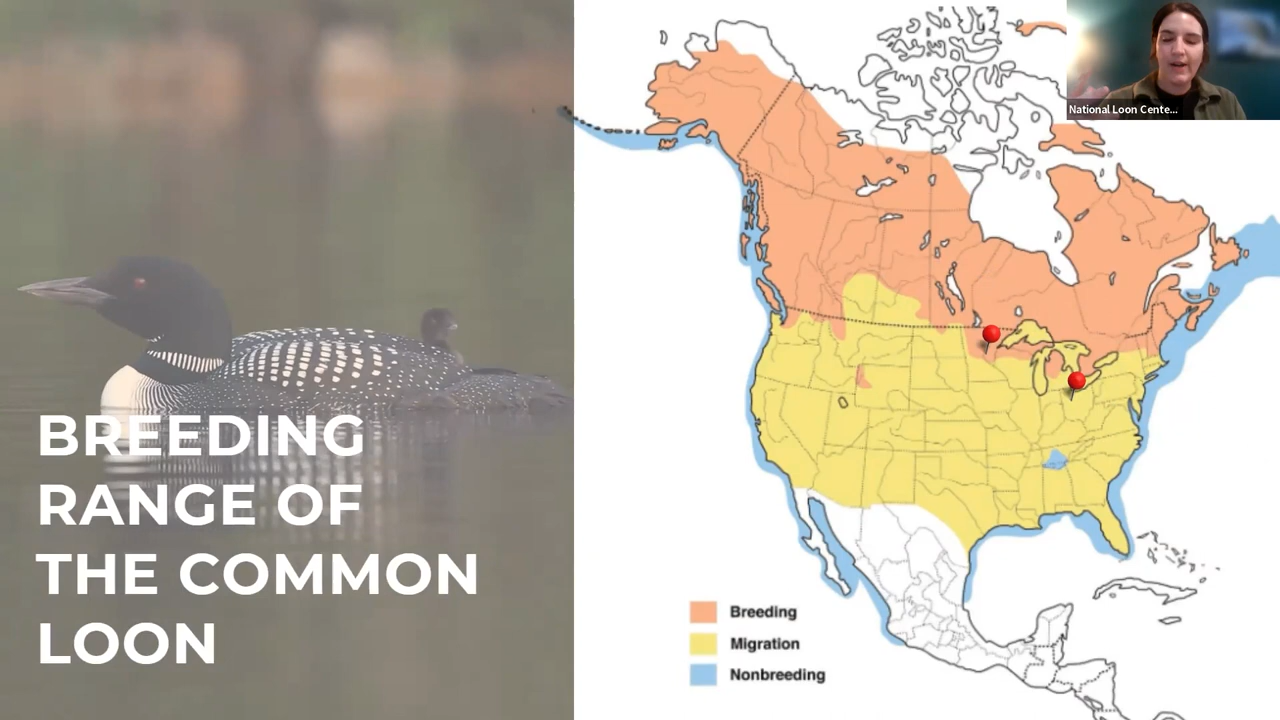 National Loon Cente...
BREEDING
RANGE OF
THE COMMON
LOON
Breeding
Migration
Nonbreeding